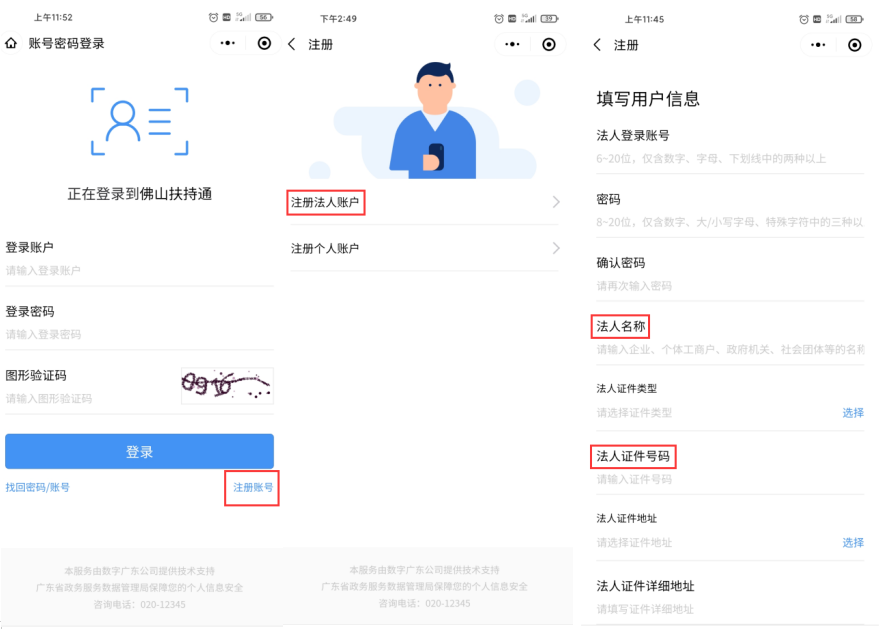 上午11:52
账号密码登录
正在登录到佛山扶持通
登录账户
请输入登录账户
登录密码
请输入登录密码
图形验证码
请输入图形验证码
登录
找回密码/账号
注册账号
本服务由数字广东公司提供技术支持
广东省政务服务数据管理局保障您的个人信息安全
咨询电话：020-12345
下午2:49
注册
注册法人账户
注册个人账户
本服务由数字广东公司提供技术支持
广东省政务服务数据管理局保障您的个人信息安全
咨询电话：020-12345
上午11:45
注册
填写用户信息
法人登录账号
6~20位，仅含数字、字母、下划线中的两种以上
密码
8~20位，仅含数字、大/小写字母、特殊字符中的三种以
确认密码
请再次输入密码
法人名称
请输入企业、个体工商户、政府机关、社会团体等的名称
法人证件类型
请选择证件类型
选择
法人证件号码
请输入证件号码
法人证件地址
请选择证件地址
选择
法人证件详细地址
请填写证件详细地址